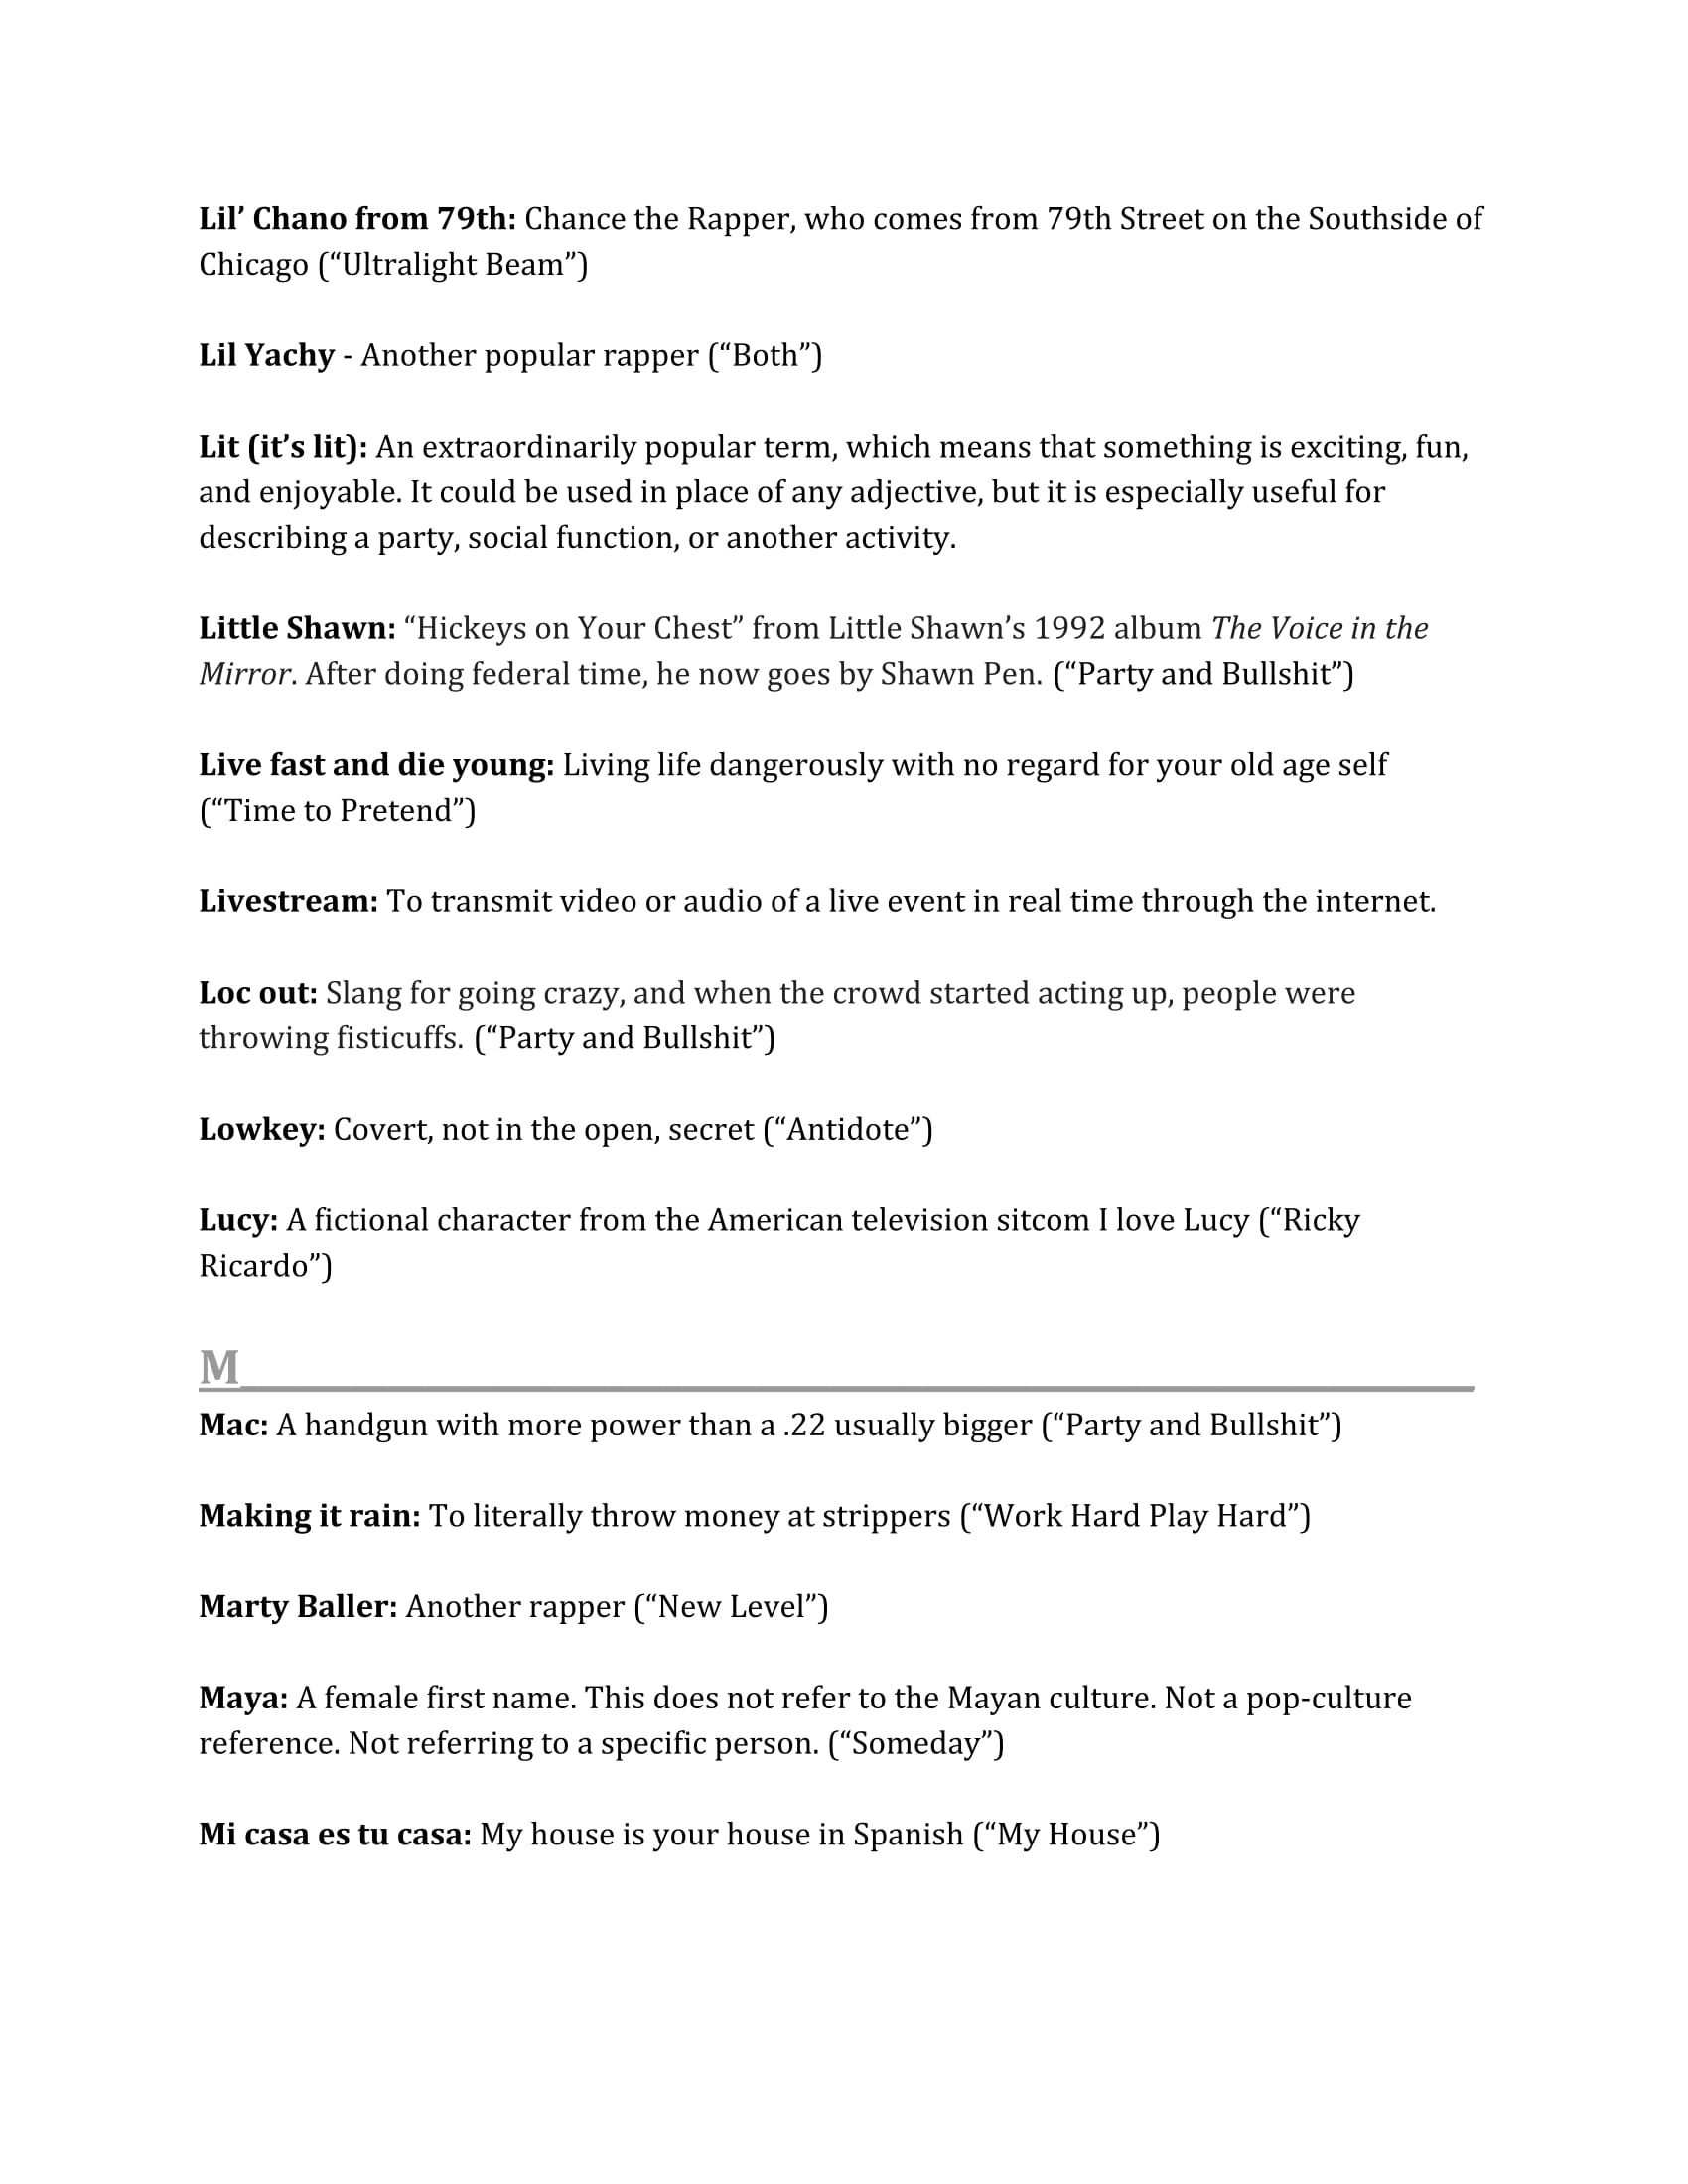 Lil’ Chano from 79th: Chance the Rapper, who comes from 79th Street on the Southside of
Chicago (“Ultralight Beam”)
Lil Yachy - Another popular rapper (“Both”)
Lit (it’s lit): An extraordinarily popular term, which means that something is exciting, fun,
and enjoyable. It could be used in place of any adjective, but it is especially useful for
describing a party, social function, or another activity.
Little Shawn: “Hickeys on Your Chest” from Little Shawn’s 1992 album The Voice in the
Mirror. After doing federal time, he now goes by Shawn Pen. (“Party and Bullshit”)
Live fast and die young: Living life dangerously with no regard for your old age self
(“Time to Pretend”)
Livestream: To transmit video or audio of a live event in real time through the internet.
Loc out: Slang for going crazy, and when the crowd started acting up, people were
throwing fisticuffs. (“Party and Bullshit”)
Lowkey: Covert, not in the open, secret (“Antidote”)
Lucy: A fictional character from the American television sitcom I love Lucy (“Ricky
Ricardo”)
M
Mac: A handgun with more power than a .22 usually bigger (“Party and Bullshit”)
Making it rain: To literally throw money at strippers (“Work Hard Play Hard”)
Marty Baller: Another rapper (“New Level”)
Maya: A female first name. This does not refer to the Mayan culture. Not a pop-culture
reference. Not referring to a specific person. (“Someday”)
Mi casa es tu casa: My house is your house in Spanish (“My House”)